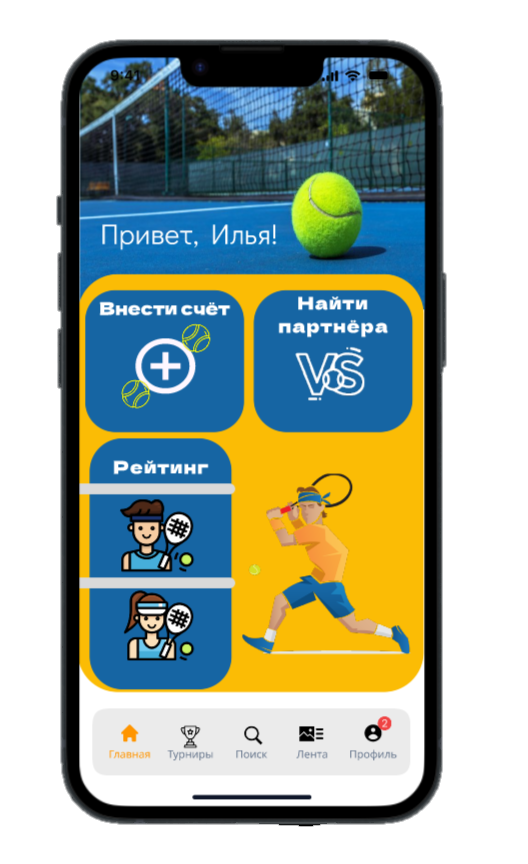 9:41
Привет, Илья!
Внести счёт
Найти
партнёра
VS
Рейтинг
Главная
Турниры
Поиск
Лента
Профиль
2